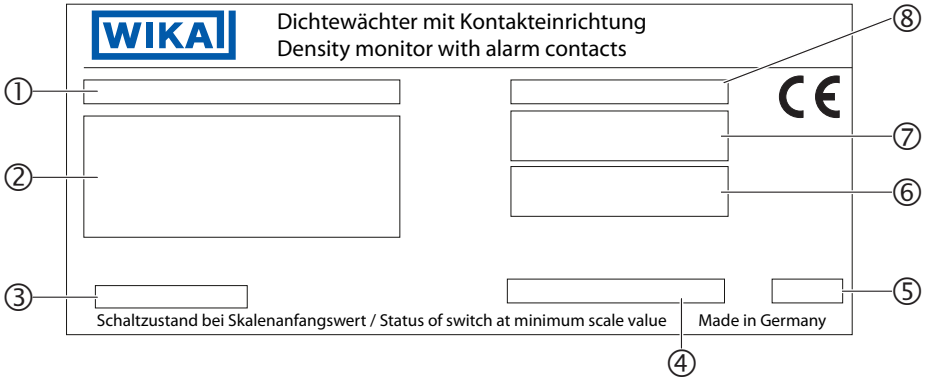 WIKA
Dichtewächter mit Kontakteinrichtung
Density monitor with alarm contacts
⑧
①
CE
⑦
②
⑥
③
⑤
Schaltzustand bei Skalenanfangswert / Status of switch at minimum scale value
Made in Germany
④